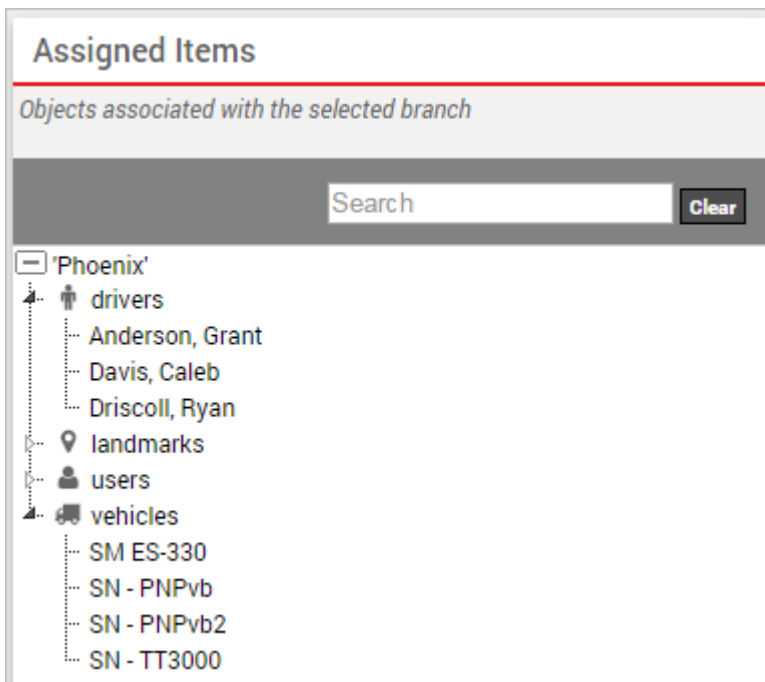 Assigned Items
Objects associated with the selected branch
Search Clear
'Phoenix'
drivers
Anderson, Grant
Davis, Caleb
Driscoll, Ryan
landmarks
users
vehicles
SM ES-330
SN - PNPvb
SN - PNPvb2
SN - TT3000